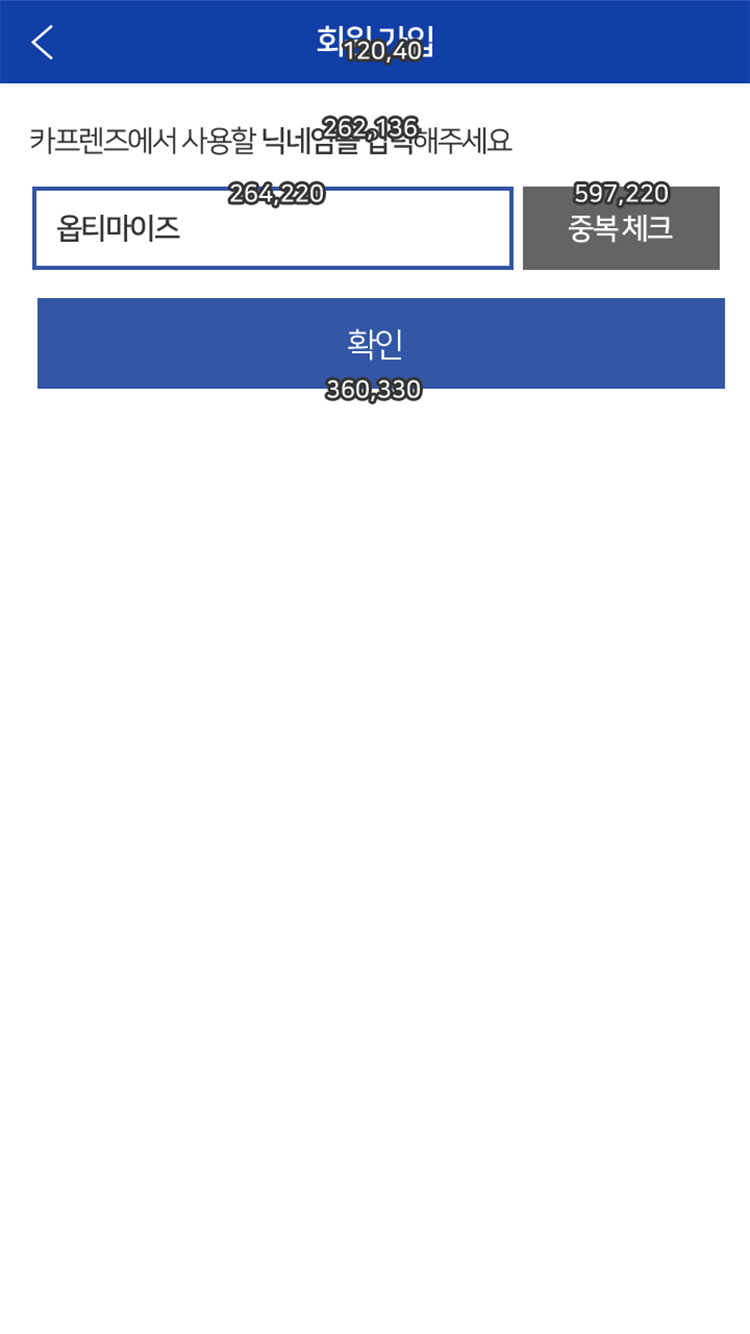 회원가입
120,40
262,136
카프렌즈에서 사용할 닉네임을 입력해주세요
264,220
597,220
옵티마이즈
중복 체크
확인
360,330